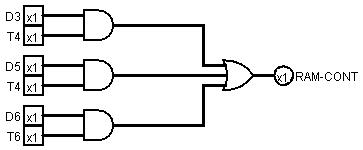 D3 x1
T4 x1
D5 x1
T4 x1
x1 RAM-CONT
D6 x1
T6 x1